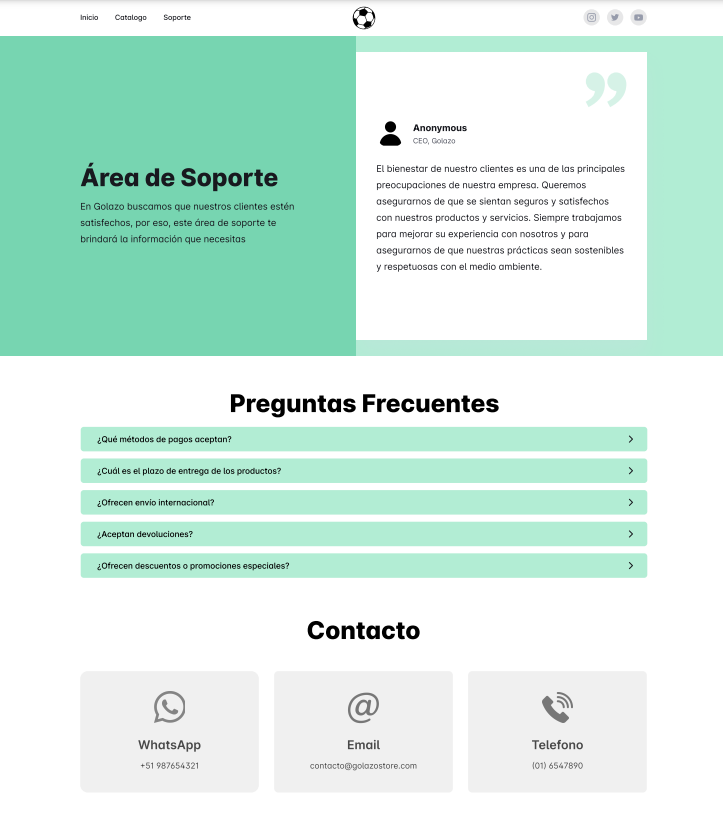 Inicio
Catalogo
Soporte
Área de Soporte
En Golazo buscamos que nuestros clientes estén
satisfechos, por eso, este área de soporte te
brindará la información que necesitas
Anonymous
CEO, Golazo
El bienestar de nuestro clientes es una de las principales
preocupaciones de nuestra empresa. Queremos
asegurarnos de que se sientan seguros y satisfechos
con nuestros productos y servicios. Siempre trabajamos
para mejorar su experiencia con nosotros y para
asegurarnos de que nuestras prácticas sean sostenibles
y respetuosas con el medio ambiente.
Preguntas Frecuentes
¿Qué métodos de pagos aceptan?
¿Cuál es el plazo de entrega de los productos?
¿Ofrecen envío internacional?
¿Aceptan devoluciones?
¿Ofrecen descuentos o promociones especiales?
Contacto
WhatsApp
+51 987654321
Email
contacto@golazostore.com
Telefono
(01) 6547890